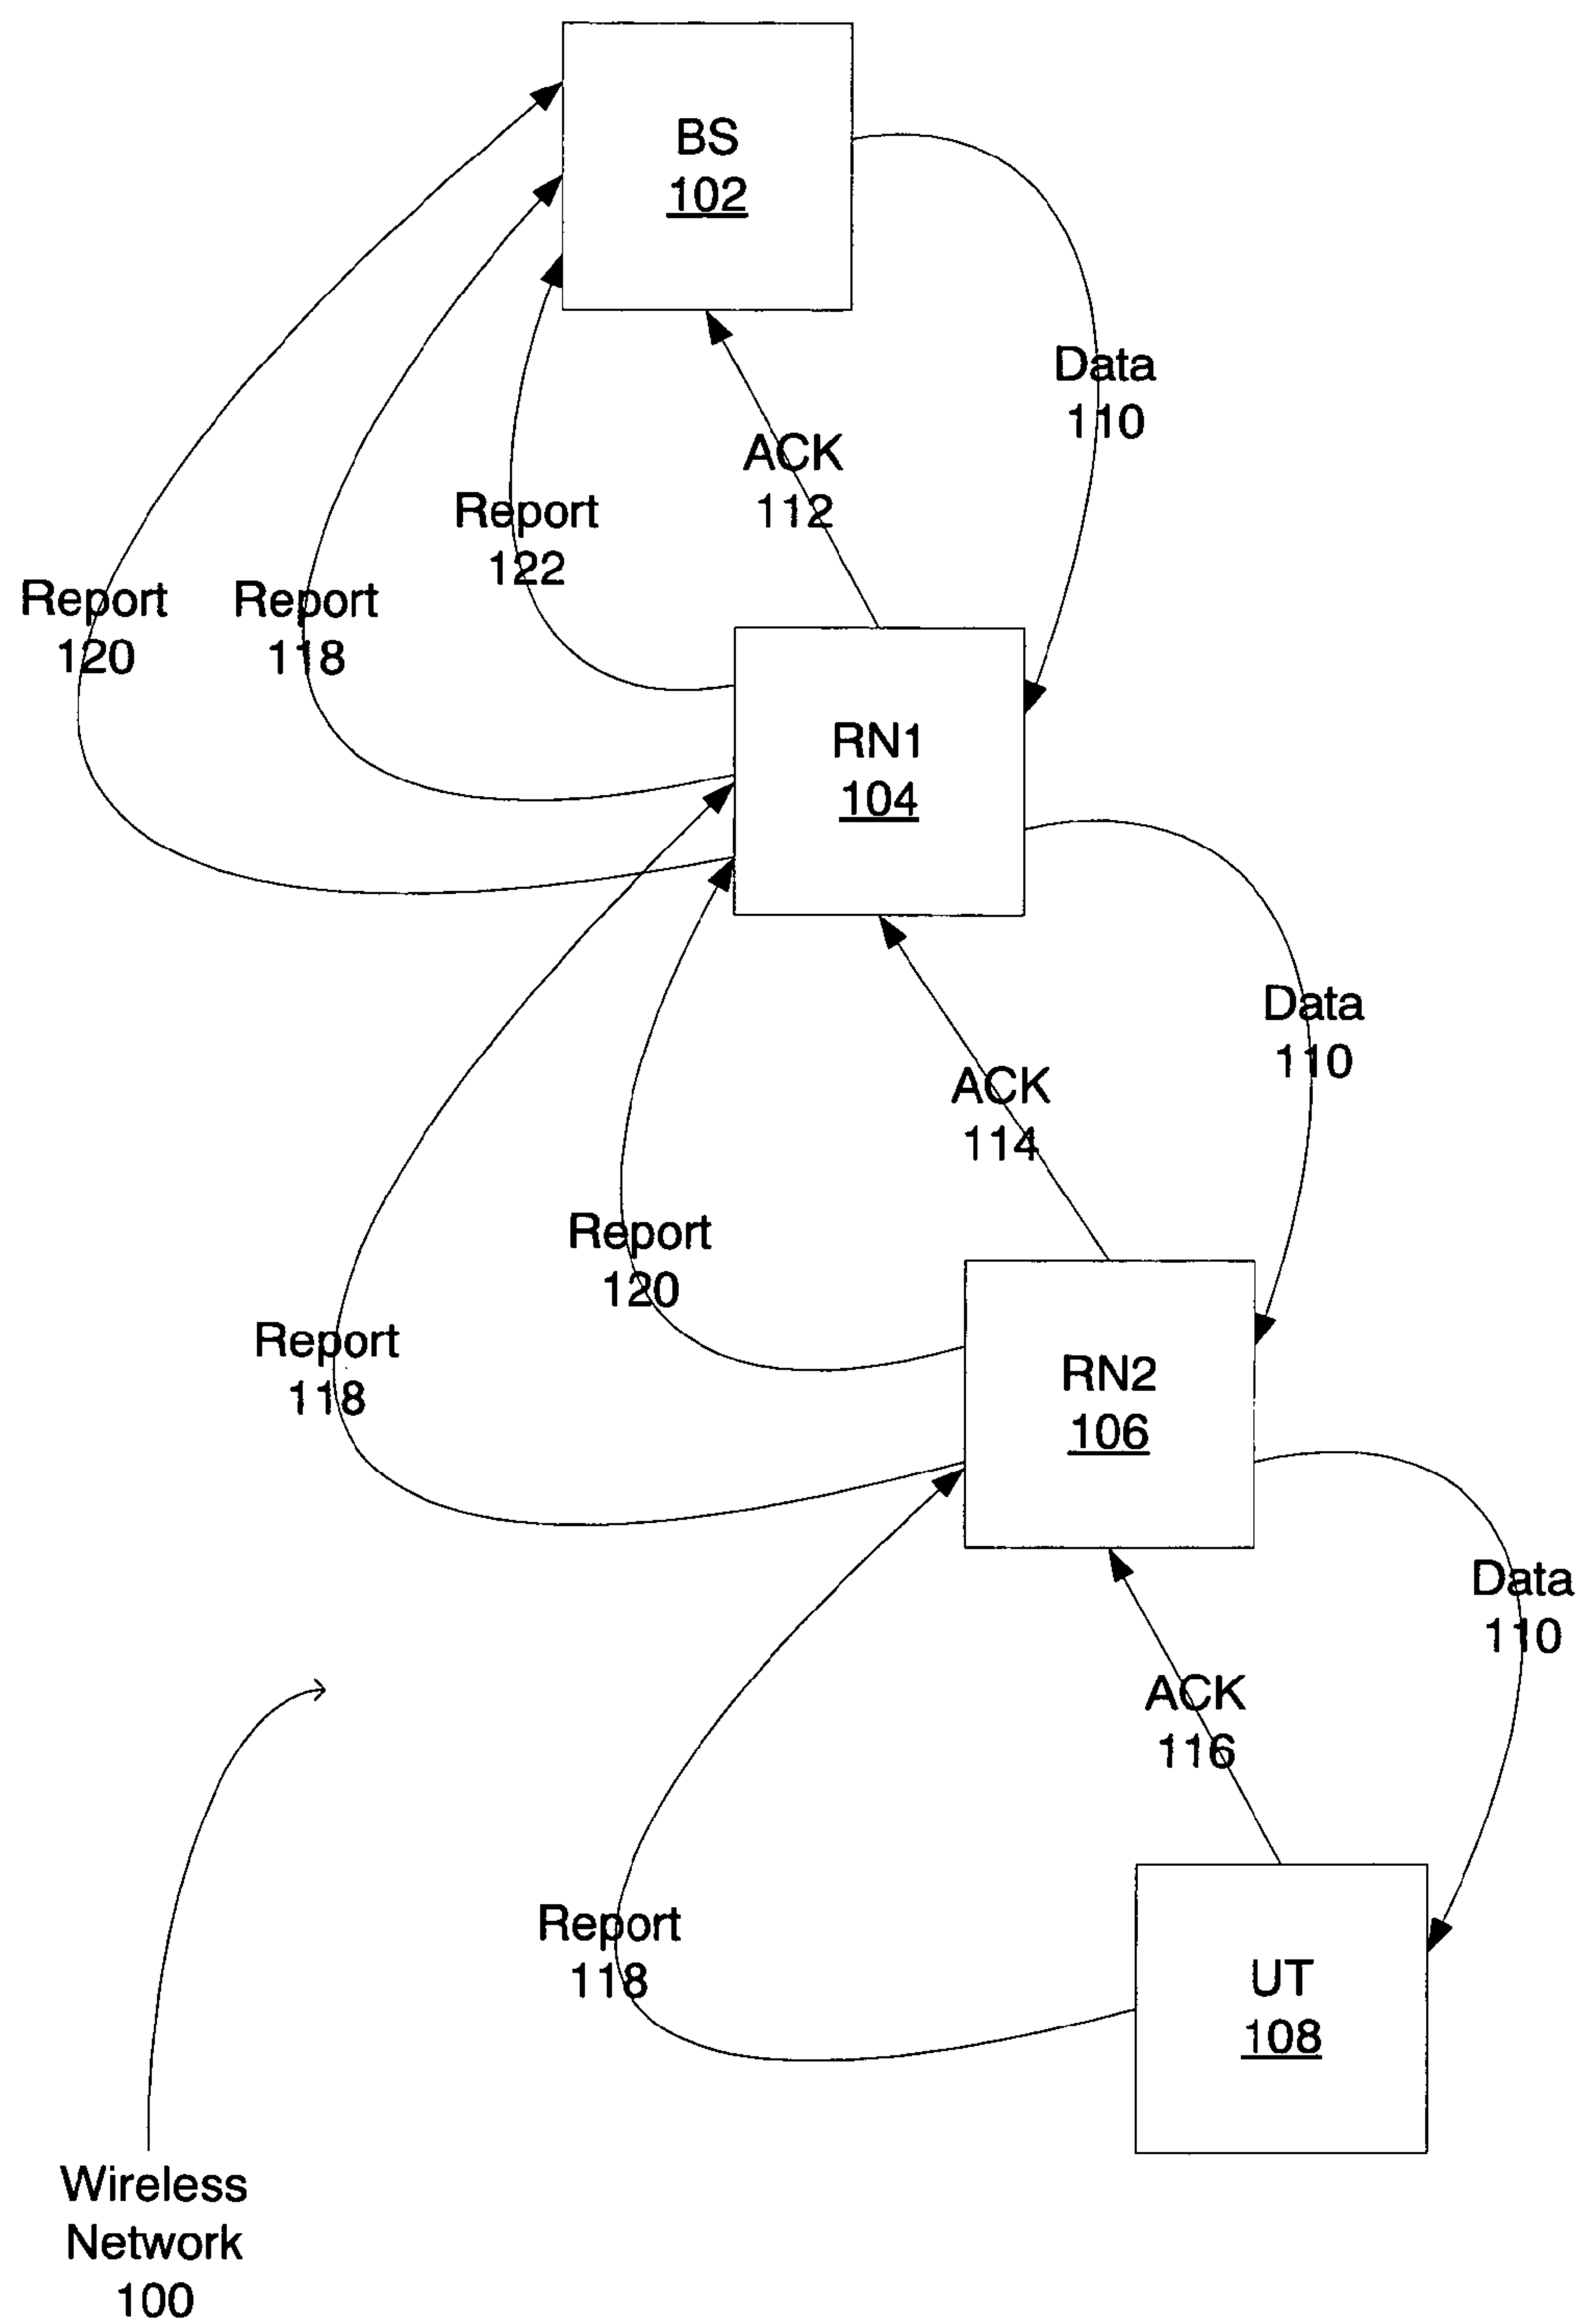 BS
102
Data
110
ACK
112
Report
122
Report
120
Report
118
RN1
104
Data
110
ACK
114
Report
120
Report
118
RN2
106
Data
110
ACK
116
Report
118
UT
108
Wireless
Network
100